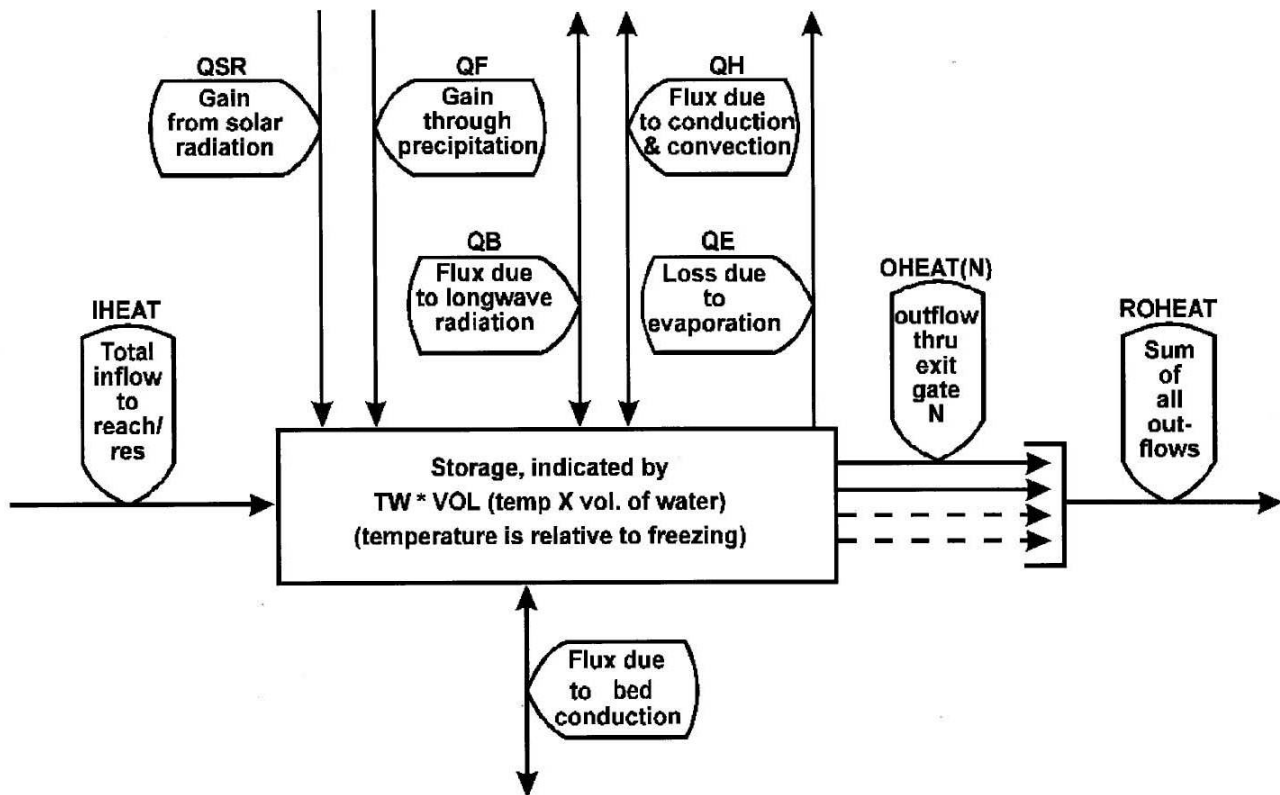 QSR
Gain
from solar
radiation
QF
Gain
through
precipitation
QH
Flux due
to conduction
& convection
QB
Flux due
to longwave
radiation
QE
Loss due
to
evaporation
IHEAT
Total
inflow
to
reach/
res
OHEAT(N)
outflow
thru
exit
gate
N
ROHEAT
Sum
of
all
out-
flows
Storage, indicated by
TW * VOL (temp X vol. of water)
(temperature is relative to freezing)
Flux due
to bed
conduction